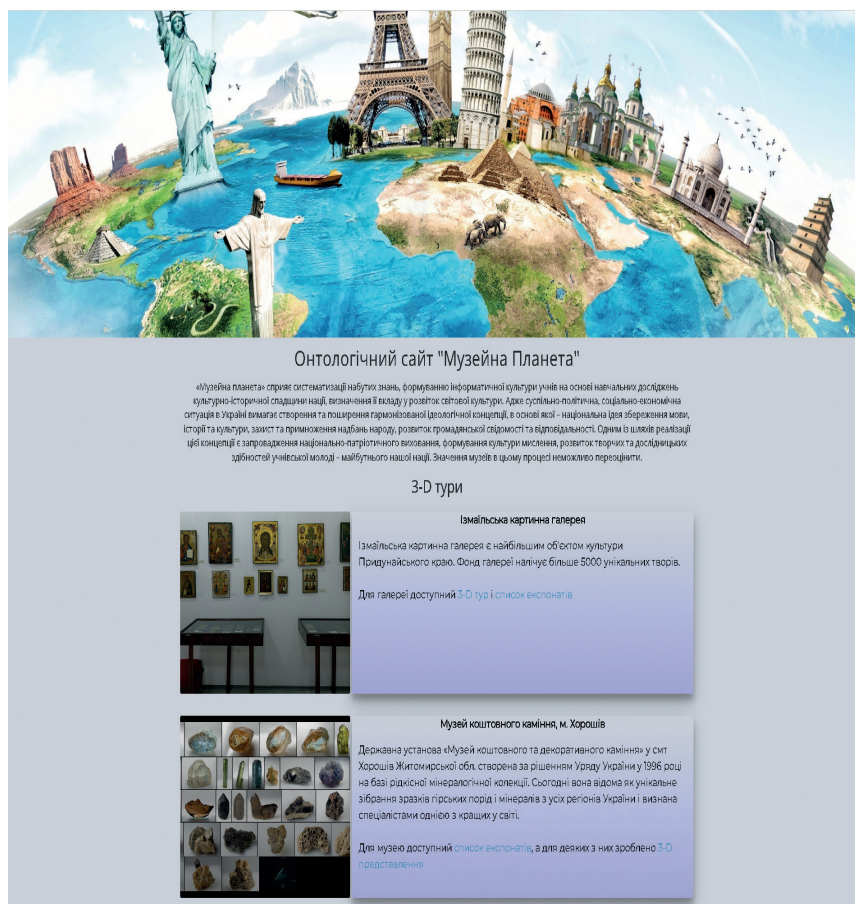 Онтологічний сайт "Музейна Планета"
«Музейна планета» сприяє систематизації набутих знань, формуванню інформатичної культури учнів на основі навчальних досліджень
культурно-історичної спадщини нації, визначення її вкладу у розвіток світової культури. Адже суспільно-політична, соціально-економічна
ситуація в Україні вимагає створення та поширення гармонізованої ідеологічної концепції, в основі якої – національна ідея збереження мови,
історії та культури, захист та примноження надбань народу, розвиток громадянської свідомості та відповідальності. Одним із шляхів реалізації
цієї концепції є запровадження національно-патріотичного виховання, формування культури мислення, розвиток творчих та дослідницьких
здібностей учнівської молоді – майбутнього нашої нації. Значення музеїв в цьому процесі неможливо переоцінити.
3-D тури
Ізмаїльська картинна галерея
Ізмаїльська картинна галерея є найбільшим об'єктом культури
Придунайського краю. Фонд галереї налічує більше 5000 унікальних творів.
Для галереї доступний 3-D тур і список експонатів
Музей коштовного каміння, м. Хорошів
Державна установа «Музей коштовного та декоративного каміння» у смт
Хорошів Житомирської обл. створена за рішенням Уряду України у 1996 році
на базі рідкісної мінералогічної колекції. Сьогодні вона відома як унікальне
зібрання зразків гірських порід і мінералів з усіх регіонів України і визнана
спеціалістами однією з кращих у світі.
Для музею доступний список експонатів, а для деяких з них зроблено 3-D
представлення